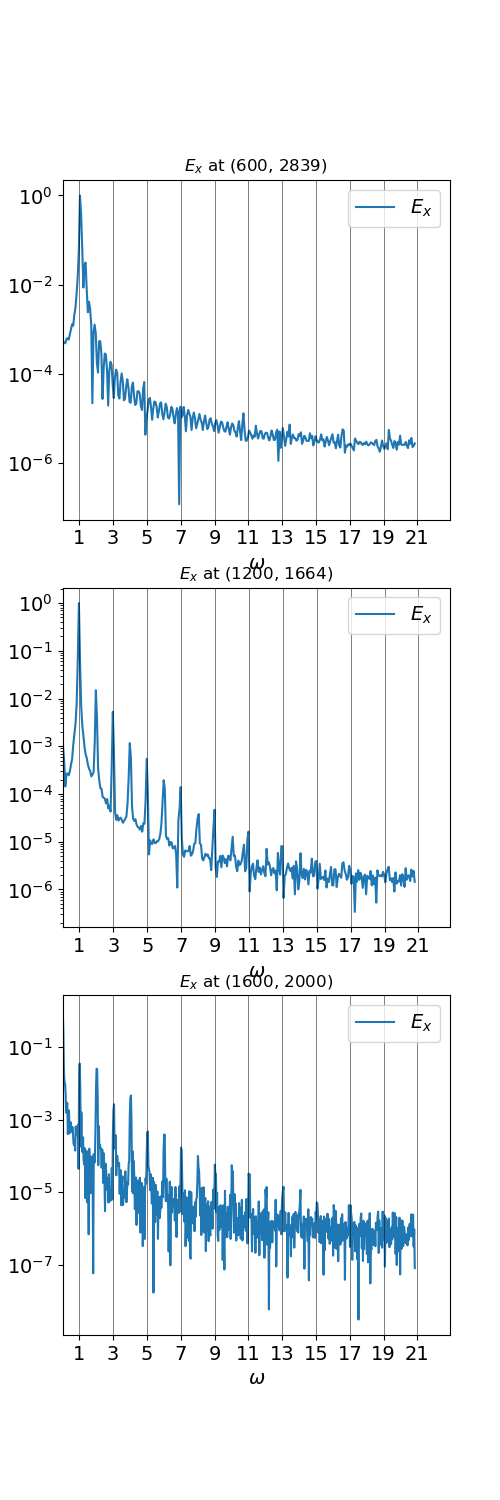 E_x at (600, 2839)
10^0
10^{-2}
10^{-4}
10^{-6}
E_x
1 3 5 7 9 11 13 15 17 19 21
ω
E_x at (1200, 1664)
10^0
10^{-1}
10^{-2}
10^{-3}
10^{-4}
10^{-5}
10^{-6}
E_x
1 3 5 7 9 11 13 15 17 19 21
ω
E_x at (1600, 2000)
10^{-1}
10^{-3}
10^{-5}
10^{-7}
E_x
1 3 5 7 9 11 13 15 17 19 21
ω